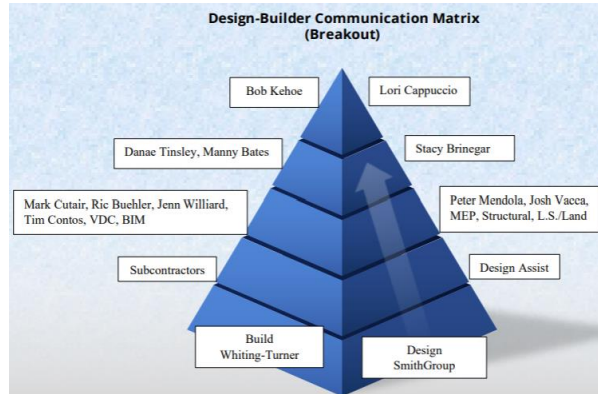 Design-Builder Communication Matrix
(Breakout)
Bob Kehoe
Lori Cappuccio
Danae Tinsley, Manny Bates
Stacy Brinegar
Mark Cutair, Ric Buehler, Jenn Williard,
Tim Contos, VDC, BIM
Peter Mendola, Josh Vacca,
MEP, Structural, L.S./Land
Subcontractors
Design Assist
Build
Whiting-Turner
Design
SmithGroup